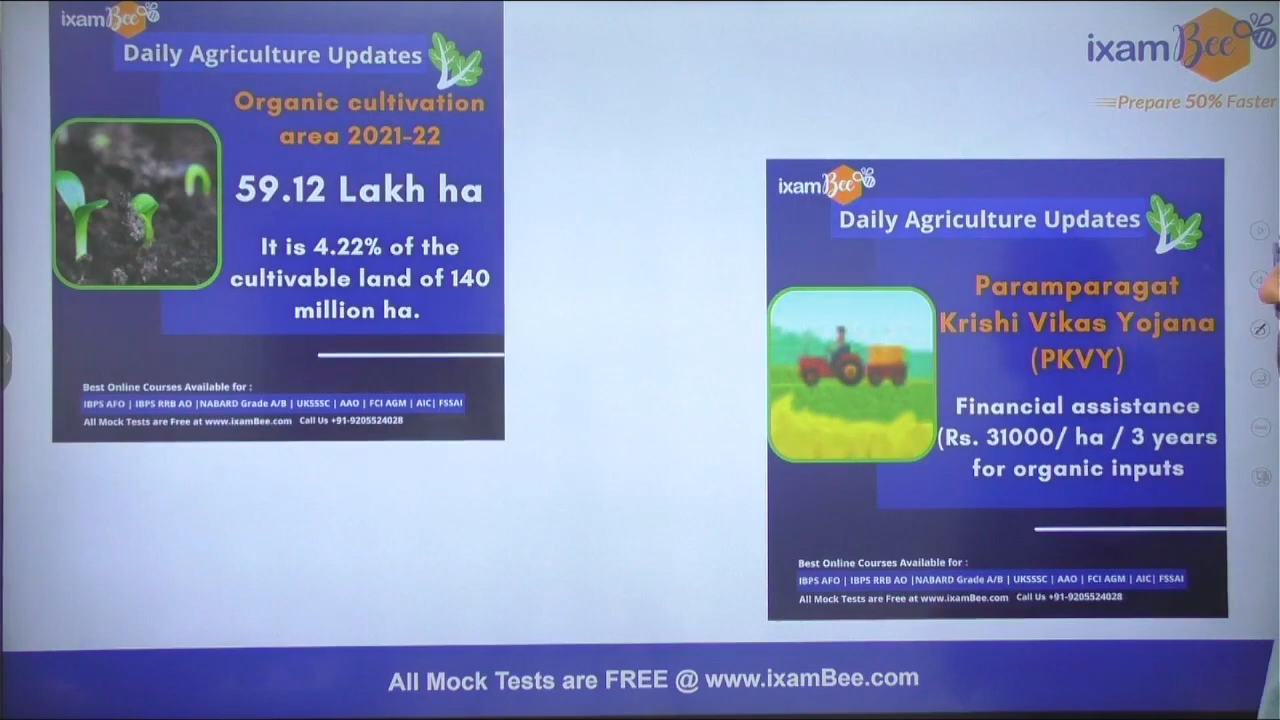 ixamBee
Daily Agriculture Updates
Organic cultivation
area 2021-22
59.12 Lakh ha
It is 4.22% of the
cultivable land of 140
million ha.
Best Online Courses Available for :
IBPS AFO | IBPS RRB AO |NABARD Grade A/B | UKSSSC | AAO | FCI AGM | AIC| FSSAI
All Mock Tests are Free at www.ixamBee.com Call Us +91-9205524028
ixamBee
Prepare 50% Faster
ixamBee
Daily Agriculture Updates
Paramparagat
Krishi Vikas Yojana
(PKVY)
Financial assistance
(Rs. 31000/ ha / 3 years
for organic inputs
Best Online Courses Available for :
IBPS AFO | IBPS RRB AO |NABARD Grade A/B | UKSSSC | AAO | FCI AGM | AIC| FSSAI
All Mock Tests are Free at www.ixamBee.com Call Us +91-9205524028
All Mock Tests are FREE @ www.ixamBee.com